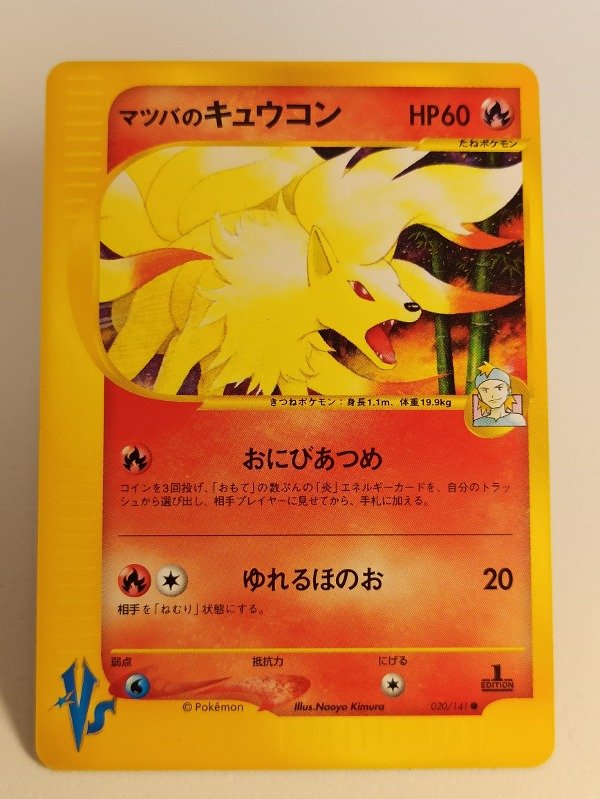 マツバのキュウコン HP60
たねポケモン
きつねポケモン：身長1.1m、体重19.9kg
おにびあつめ
コインを3回投げ、「おもて」の数ぶんの「炎」エネルギーカードを、自分のトラッ
シュから選び出し、相手プレイヤーに見せてから、手札に加える。
ゆれるほのお 20
相手を「ねむり」状態にする。
弱点 抵抗力 にげる
1
EDITION
VS
© Pokémon Illus.Naoyo Kimura 020/141 ●